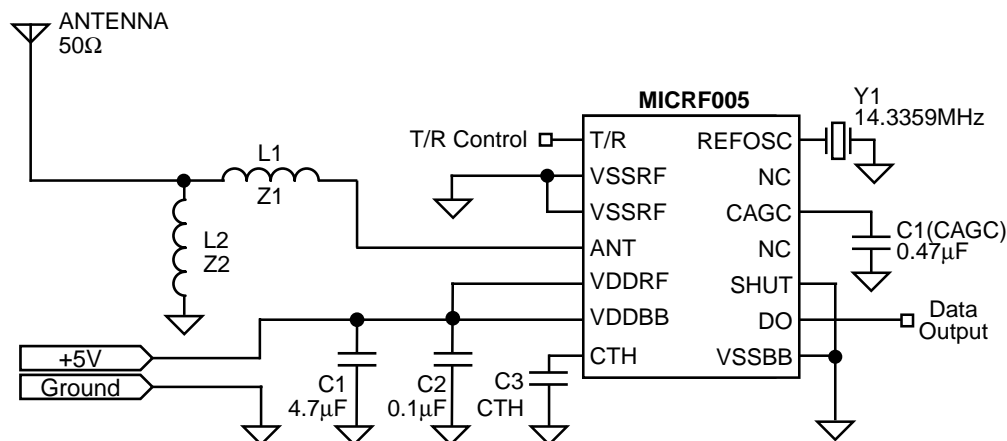 ANTENNA
50Ω
L1
Z1
L2
Z2
+5V
Ground
C1
4.7µF
C2
0.1µF
C3
CTH
T/R Control
MICRF005
T/R
VSSRF
VSSRF
ANT
VDDRF
VDDBB
CTH
REFOSC
NC
CAGC
NC
SHUT
DO
VSSBB
Y1
14.3359MHz
C1(CAGC)
0.47µF
Data
Output